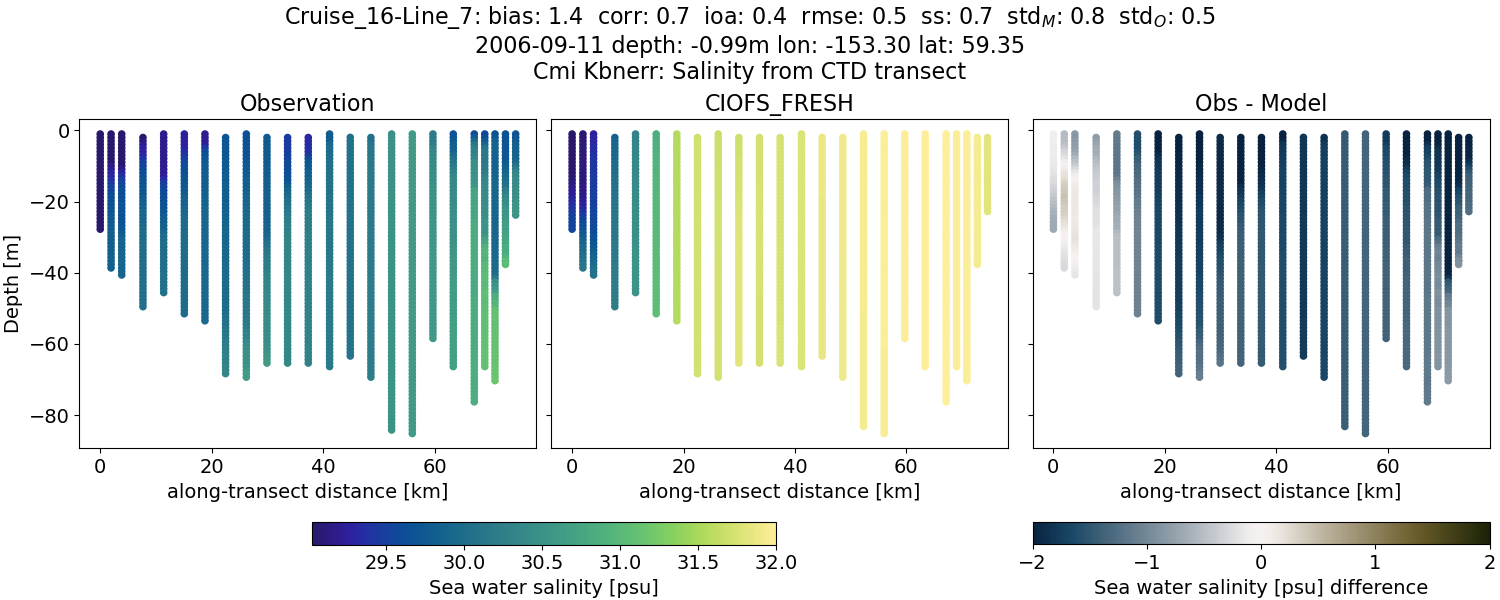 Cruise_16-Line_7: bias: 1.4 corr: 0.7 ioa: 0.4 rmse: 0.5 ss: 0.7 std_M: 0.8 std_O: 0.5
2006-09-11 depth: -0.99m lon: -153.30 lat: 59.35
Cmi Kbnerr: Salinity from CTD transect
Observation CIOFS_FRESH Obs - Model
Depth [m]
0
−20
−40
−60
−80
0 20 40 60 0 20 40 60 0 20 40 60
along-transect distance [km] along-transect distance [km] along-transect distance [km]
29.5 30.0 30.5 31.0 31.5 32.0 −2 −1 0 1 2
Sea water salinity [psu] Sea water salinity [psu] difference